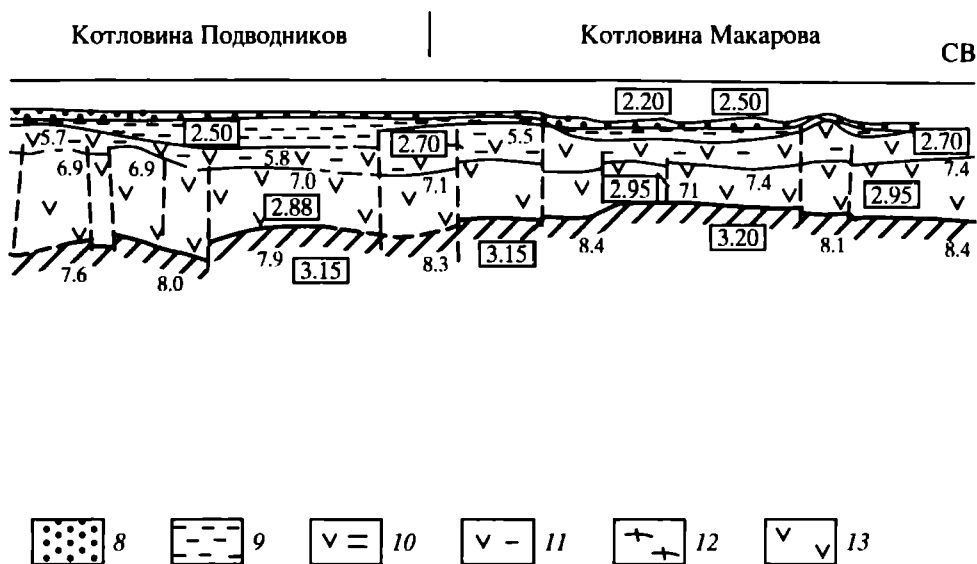 Котловина Подводников Котловина Макарова
СВ
2.20 2.50
5.7 2.50 2.70 5.5 2.70
6.9 6.9 5.8 7.0 7.1 7.4
2.88 2.95 71 7.4 2.95
7.6 8.0 7.9 3.15 8.3 3.15 8.4 3.20 8.1 8.4
8 9 10 11 12 13